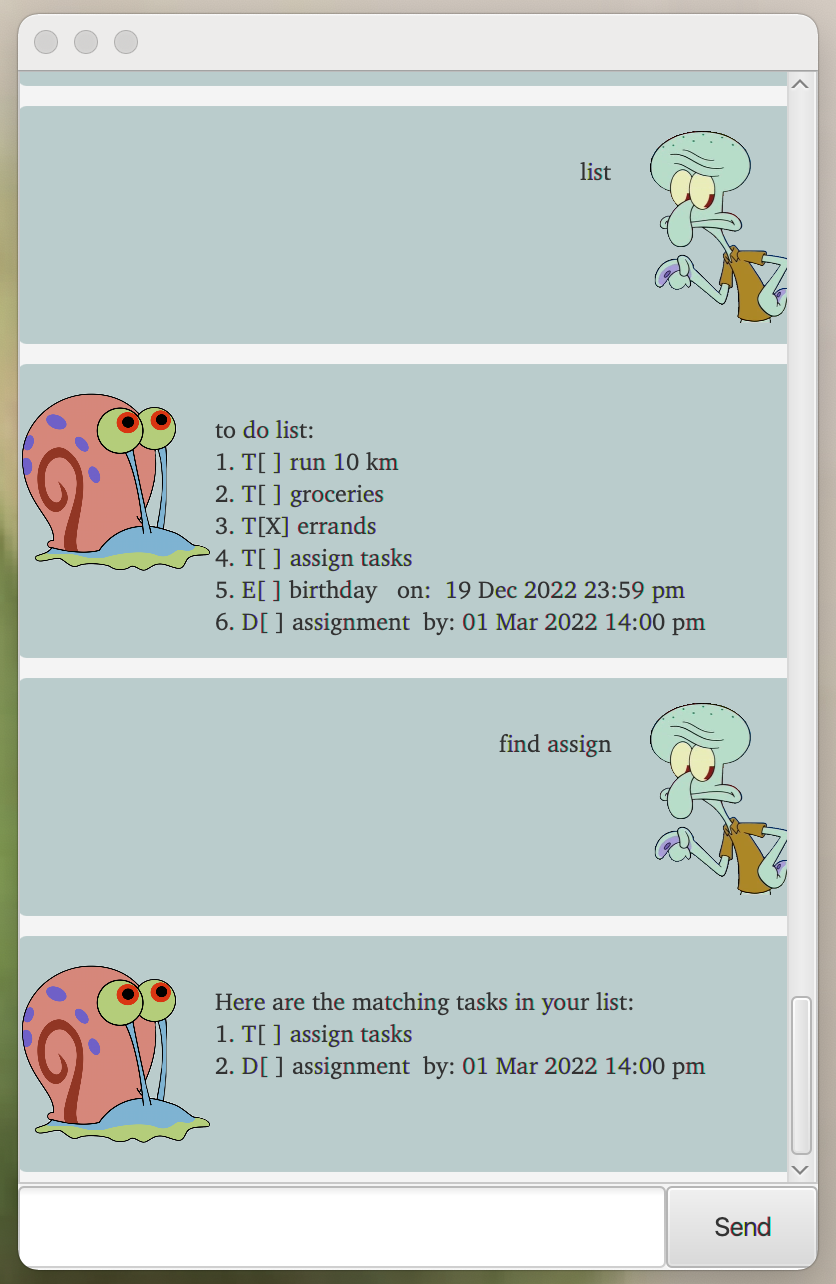 list
to do list:
1. T[ ] run 10 km
2. T[ ] groceries
3. T[X] errands
4. T[ ] assign tasks
5. E[ ] birthday   on:  19 Dec 2022 23:59 pm
6. D[ ] assignment  by: 01 Mar 2022 14:00 pm
find assign
Here are the matching tasks in your list:
1. T[ ] assign tasks
2. D[ ] assignment  by: 01 Mar 2022 14:00 pm
Send